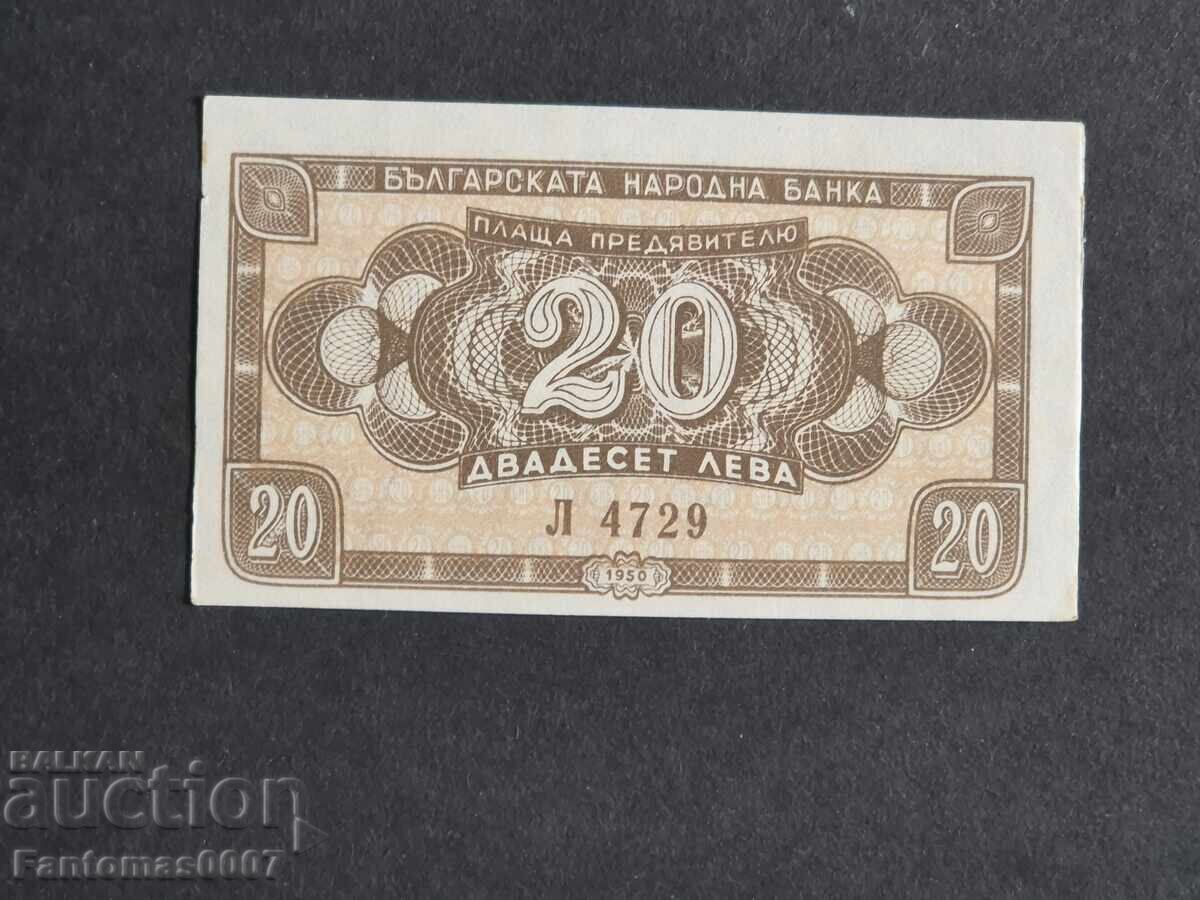 БЪЛГАРСКАТА НАРОДНА БАНКА
ПЛАЩА ПРЕДЯВИТЕЛЮ
20
ДВАДЕСЕТ ЛЕВА
Л 4729
20
20
1950
BALKAN
auction
Fantomas0007